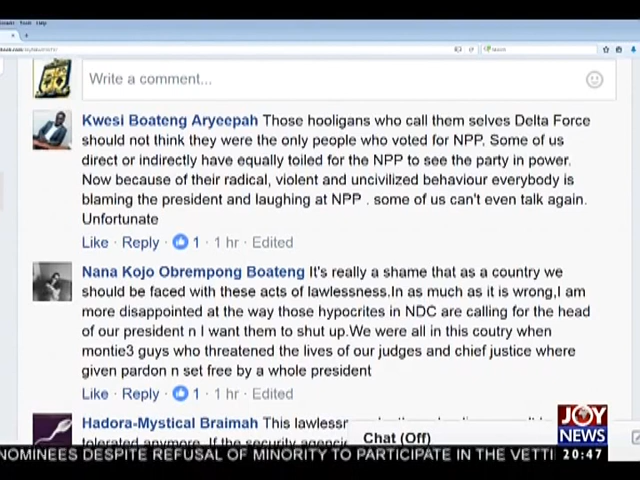 Tools Help
Write a comment...
Kwesi Boateng Aryeepah Those hooligans who call them selves Delta Force
should not think they were the only people who voted for NPP. Some of us
direct or indirectly have equally toiled for the NPP to see the party in power.
Now because of their radical, violent and uncivilized behaviour everybody is
blaming the president and laughing at NPP . some of us can't even talk again.
Unfortunate
Like · Reply · 1 · 1 hr · Edited
Nana Kojo Obrempong Boateng It's really a shame that as a country we
should be faced with these acts of lawlessness.In as much as it is wrong,I am
more disappointed at the way those hypocrites in NDC are calling for the head
of our president n I want them to shut up.We were all in this coutry when
montie3 guys who threatened the lives of our judges and chief justice where
given pardon n set free by a whole president
Like · Reply · 1 · 1 hr · Edited
Hadora-Mystical Braimah This
Chat (Off)
JOY
NEWS
NOMINEES DESPITE REFUSAL OF MINORITY TO PARTICIPATE IN THE VETTI
20:47